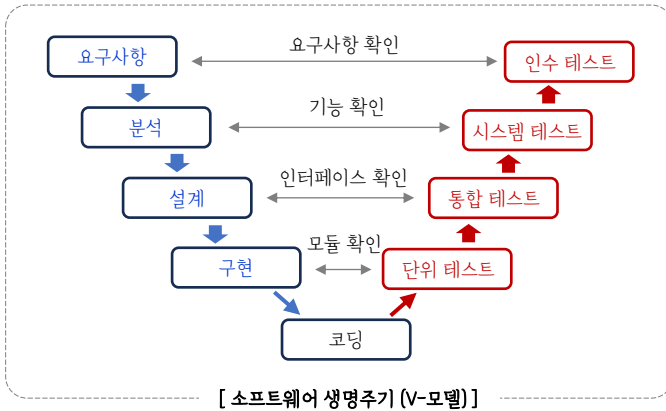 요구사항
요구사항 확인
인수 테스트
분석
기능 확인
시스템 테스트
설계
인터페이스 확인
통합 테스트
구현
모듈 확인
단위 테스트
코딩
[ 소프트웨어 생명주기 (V-모델) ]